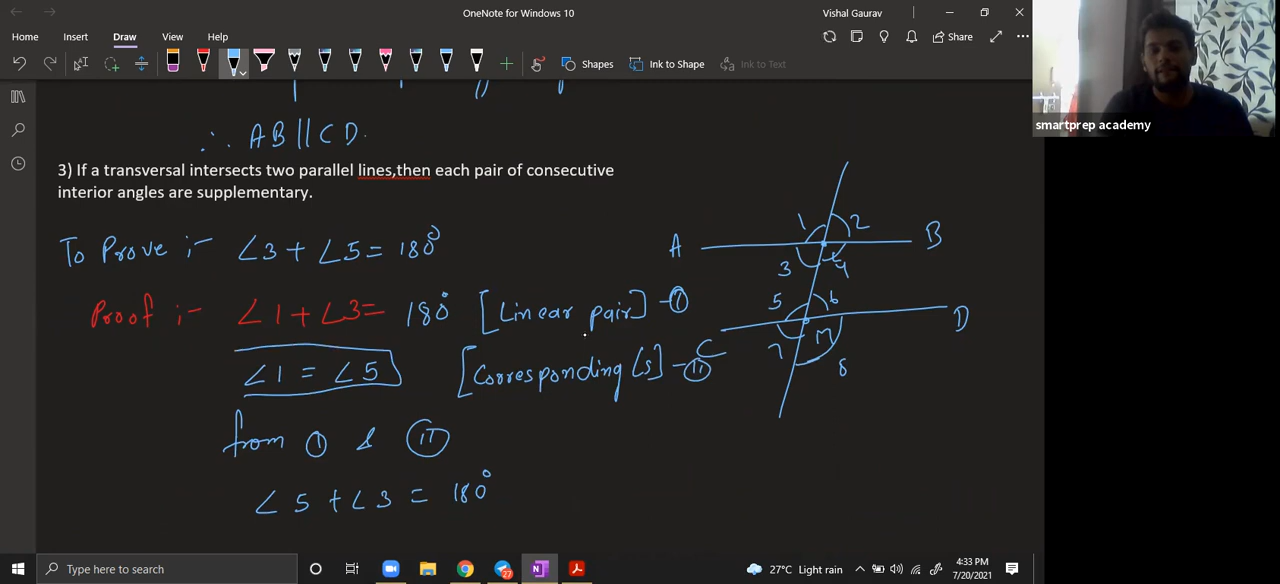 OneNote for Windows 10
Vishal Gaurav
Home Insert Draw View Help
Share
Shapes Ink to Shape Ink to Text
smartprep academy
∴ AB || CD.
3) If a transversal intersects two parallel lines,then each pair of consecutive
interior angles are supplementary.
To Prove :- ∠3 + ∠5 = 180°
Proof :- ∠1 + ∠3 = 180° [Linear pair] - I
∠1 = ∠5 [Corresponding ∠s] - II
from I & II
∠5 + ∠3 = 180°
1 2
A B
3 4
5 6
C D
7 M
8
Type here to search
27
27°C Light rain
4:33 PM
7/20/2021